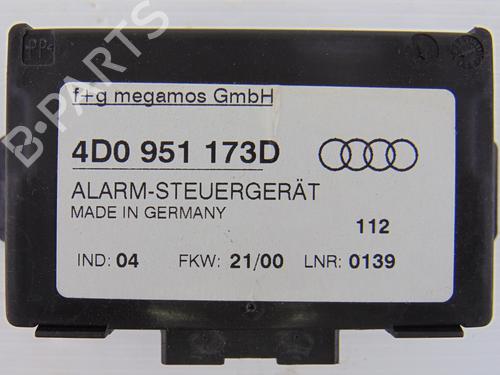 PP
f+g megamos GmbH
4D0 951 173D
ALARM-STEUERGERÄT
MADE IN GERMANY
112
IND: 04 FKW: 21/00 LNR: 0139
B-PARTS